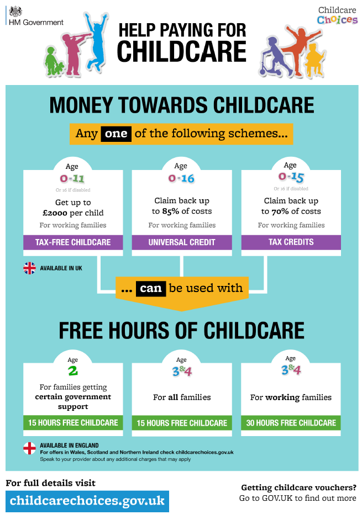 HM Government
HELP PAYING FOR
CHILDCARE
Childcare
Choices
MONEY TOWARDS CHILDCARE
Any one of the following schemes...
Age
0-11
Or 16 if disabled
Get up to
£2000 per child
For working families
TAX-FREE CHILDCARE
Age
0-16
Claim back up
to 85% of costs
For working families
UNIVERSAL CREDIT
Age
0-15
Or 16 if disabled
Claim back up
to 70% of costs
For working families
TAX CREDITS
AVAILABLE IN UK
... can be used with
FREE HOURS OF CHILDCARE
Age
2
For families getting
certain government
support
15 HOURS FREE CHILDCARE
Age
3&4
For all families
15 HOURS FREE CHILDCARE
Age
3&4
For working families
30 HOURS FREE CHILDCARE
AVAILABLE IN ENGLAND
For offers in Wales, Scotland and Northern Ireland check childcarechoices.gov.uk
Speak to your provider about any additional charges that may apply
For full details visit
childcarechoices.gov.uk
Getting childcare vouchers?
Go to GOV.UK to find out more